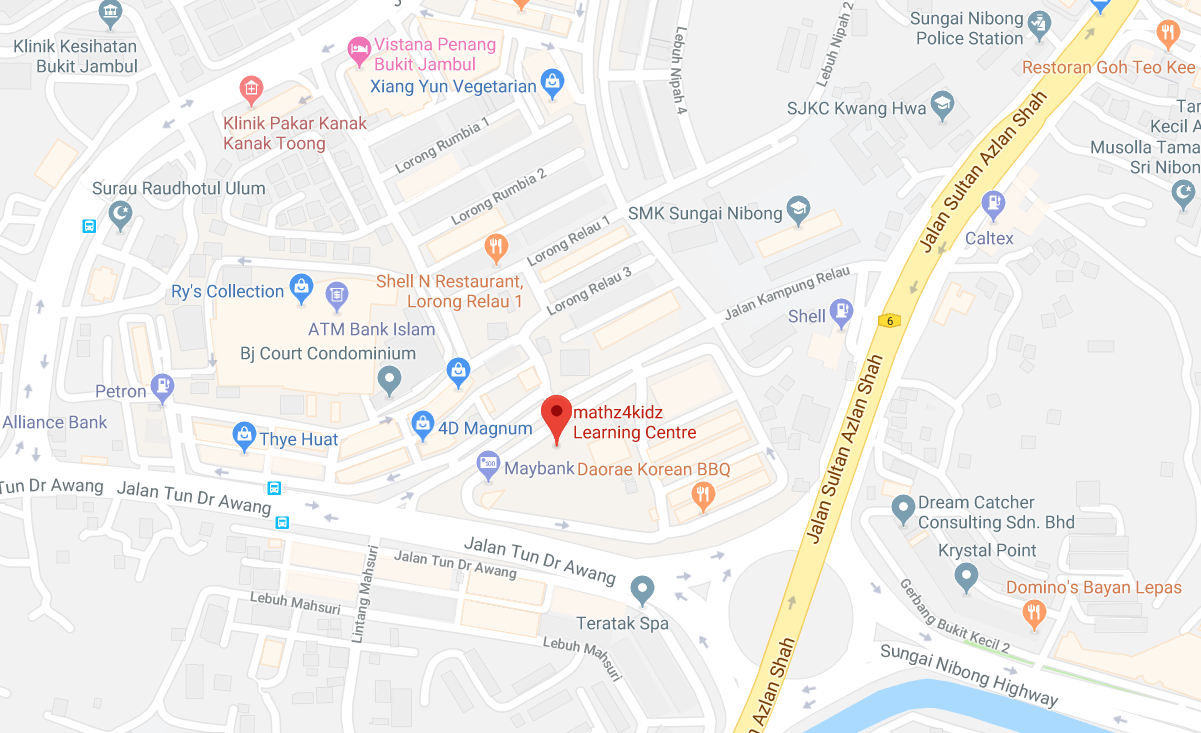 Klinik Kesihatan
Bukit Jambul
Vistana Penang
Bukit Jambul
Xiang Yun Vegetarian
Lebuh Nipah 4
Lebuh Nipah 2
Sungai Nibong
Police Station
Restoran Goh Teo Kee
Klinik Pakar Kanak
Kanak Toong
Lorong Rumbia 1
SJKC Kwang Hwa
Jalan Sultan Azlan Shah
Kecil A
Musolla Tama
Sri Nibon
Surau Raudhotul Ulum
Lorong Rumbia 2
SMK Sungai Nibong
Caltex
Lorong Relau 1
Shell N Restaurant,
Lorong Relau 1
Ry's Collection
ATM Bank Islam
Lorong Relau 3
Jalan Kampung Relau
Shell
6
Bj Court Condominium
Petron
Alliance Bank
Thye Huat
4D Magnum
mathz4kidz
Learning Centre
Jalan Sultan Azlan Shah
Maybank
Daorae Korean BBQ
Tun Dr Awang
Jalan Tun Dr Awang
Dream Catcher
Consulting Sdn. Bhd
Jalan Tun Dr Awang
Jalan Tun Dr Awang
Krystal Point
Domino's Bayan Lepas
Lebuh Mahsuri
Lintang Mahsuri
Teratak Spa
Lebuh Mahsuri
Gerbang Bukit Kecil 2
Sungai Nibong Highway
Azlan Shah